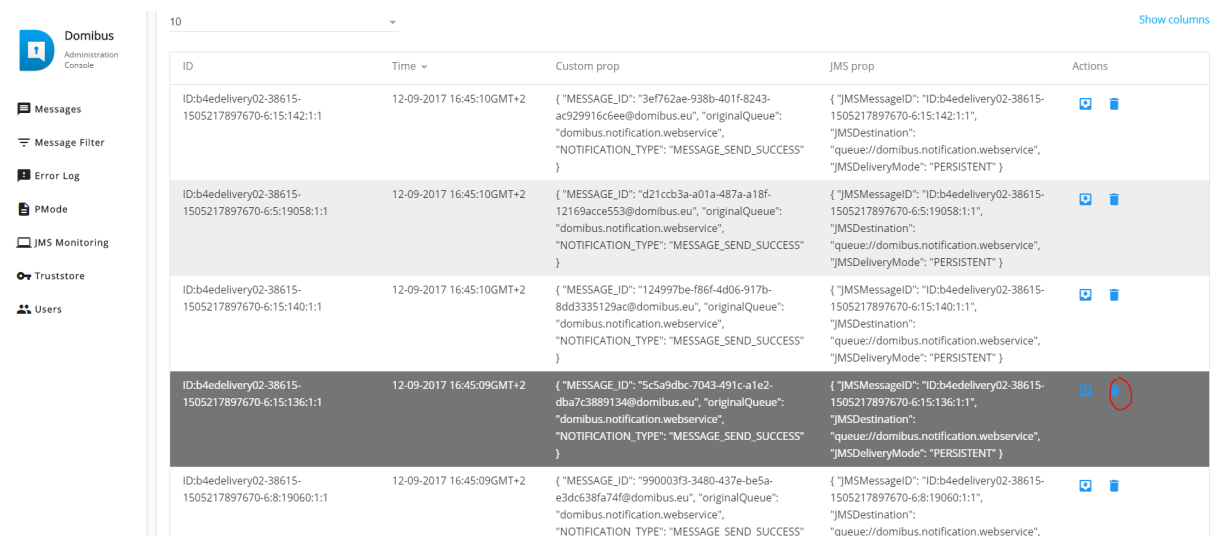 Domibus
Administration
Console
Messages
Message Filter
Error Log
PMode
JMS Monitoring
Truststore
Users
10
Show columns
ID
Time
Custom prop
JMS prop
Actions
ID:b4edelivery02-38615-
1505217897670-6:15:142:1:1
12-09-2017 16:45:10GMT+2
{ "MESSAGE_ID": "3ef762ae-938b-401f-8243-
ac929916c6ee@domibus.eu", "originalQueue":
"domibus.notification.webservice",
"NOTIFICATION_TYPE": "MESSAGE_SEND_SUCCESS"
}
{ "JMSMessageID": "ID:b4edelivery02-38615-
1505217897670-6:15:142:1:1",
"JMSDestination":
"queue://domibus.notification.webservice",
"JMSDeliveryMode": "PERSISTENT" }
ID:b4edelivery02-38615-
1505217897670-6:5:19058:1:1
12-09-2017 16:45:10GMT+2
{ "MESSAGE_ID": "d21ccb3a-a01a-487a-a18f-
12169acce553@domibus.eu", "originalQueue":
"domibus.notification.webservice",
"NOTIFICATION_TYPE": "MESSAGE_SEND_SUCCESS"
}
{ "JMSMessageID": "ID:b4edelivery02-38615-
1505217897670-6:5:19058:1:1",
"JMSDestination":
"queue://domibus.notification.webservice",
"JMSDeliveryMode": "PERSISTENT" }
ID:b4edelivery02-38615-
1505217897670-6:15:140:1:1
12-09-2017 16:45:10GMT+2
{ "MESSAGE_ID": "124997be-f86f-4d06-917b-
8dd3335129ac@domibus.eu", "originalQueue":
"domibus.notification.webservice",
"NOTIFICATION_TYPE": "MESSAGE_SEND_SUCCESS"
}
{ "JMSMessageID": "ID:b4edelivery02-38615-
1505217897670-6:15:140:1:1",
"JMSDestination":
"queue://domibus.notification.webservice",
"JMSDeliveryMode": "PERSISTENT" }
ID:b4edelivery02-38615-
1505217897670-6:15:136:1:1
12-09-2017 16:45:09GMT+2
{ "MESSAGE_ID": "5c5a9dbc-7043-491c-a1e2-
dba7c3889134@domibus.eu", "originalQueue":
"domibus.notification.webservice",
"NOTIFICATION_TYPE": "MESSAGE_SEND_SUCCESS"
}
{ "JMSMessageID": "ID:b4edelivery02-38615-
1505217897670-6:15:136:1:1",
"JMSDestination":
"queue://domibus.notification.webservice",
"JMSDeliveryMode": "PERSISTENT" }
ID:b4edelivery02-38615-
1505217897670-6:8:19060:1:1
12-09-2017 16:45:09GMT+2
{ "MESSAGE_ID": "990003f3-3480-437e-be5a-
e3dc638fa74f@domibus.eu", "originalQueue":
"domibus.notification.webservice",
"NOTIFICATION_TYPE": "MESSAGE_SEND_SUCCESS"
{ "JMSMessageID": "ID:b4edelivery02-38615-
1505217897670-6:8:19060:1:1",
"JMSDestination":
"queue://domibus.notification.webservice",